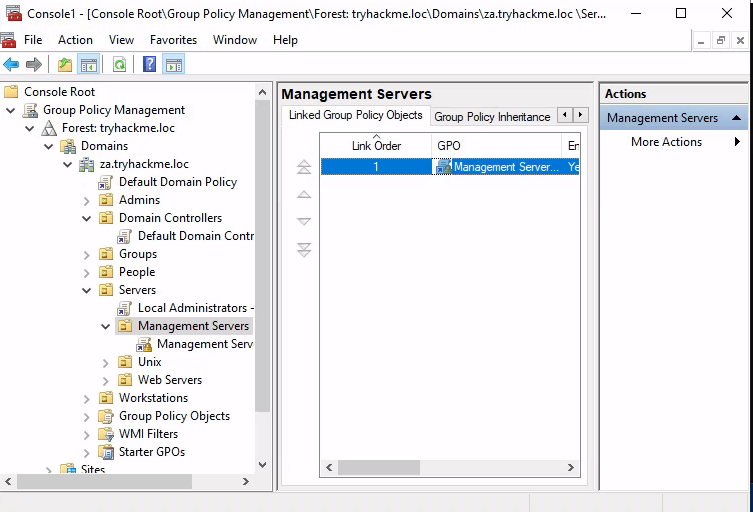 Console1 - [Console Root\Group Policy Management\Forest: tryhackme.loc\Domains\za.tryhackme.loc \Ser...
File Action View Favorites Window Help
Console Root
Group Policy Management
Forest: tryhackme.loc
Domains
za.tryhackme.loc
Default Domain Policy
Admins
Domain Controllers
Default Domain Contr
Groups
People
Servers
Local Administrators -
Management Servers
Management Serv
Unix
Web Servers
Workstations
Group Policy Objects
WMI Filters
Starter GPOs
Sites
Management Servers
Linked Group Policy Objects Group Policy Inheritance
Link Order GPO En
1 Management Server... Ye
Actions
Management Servers
More Actions